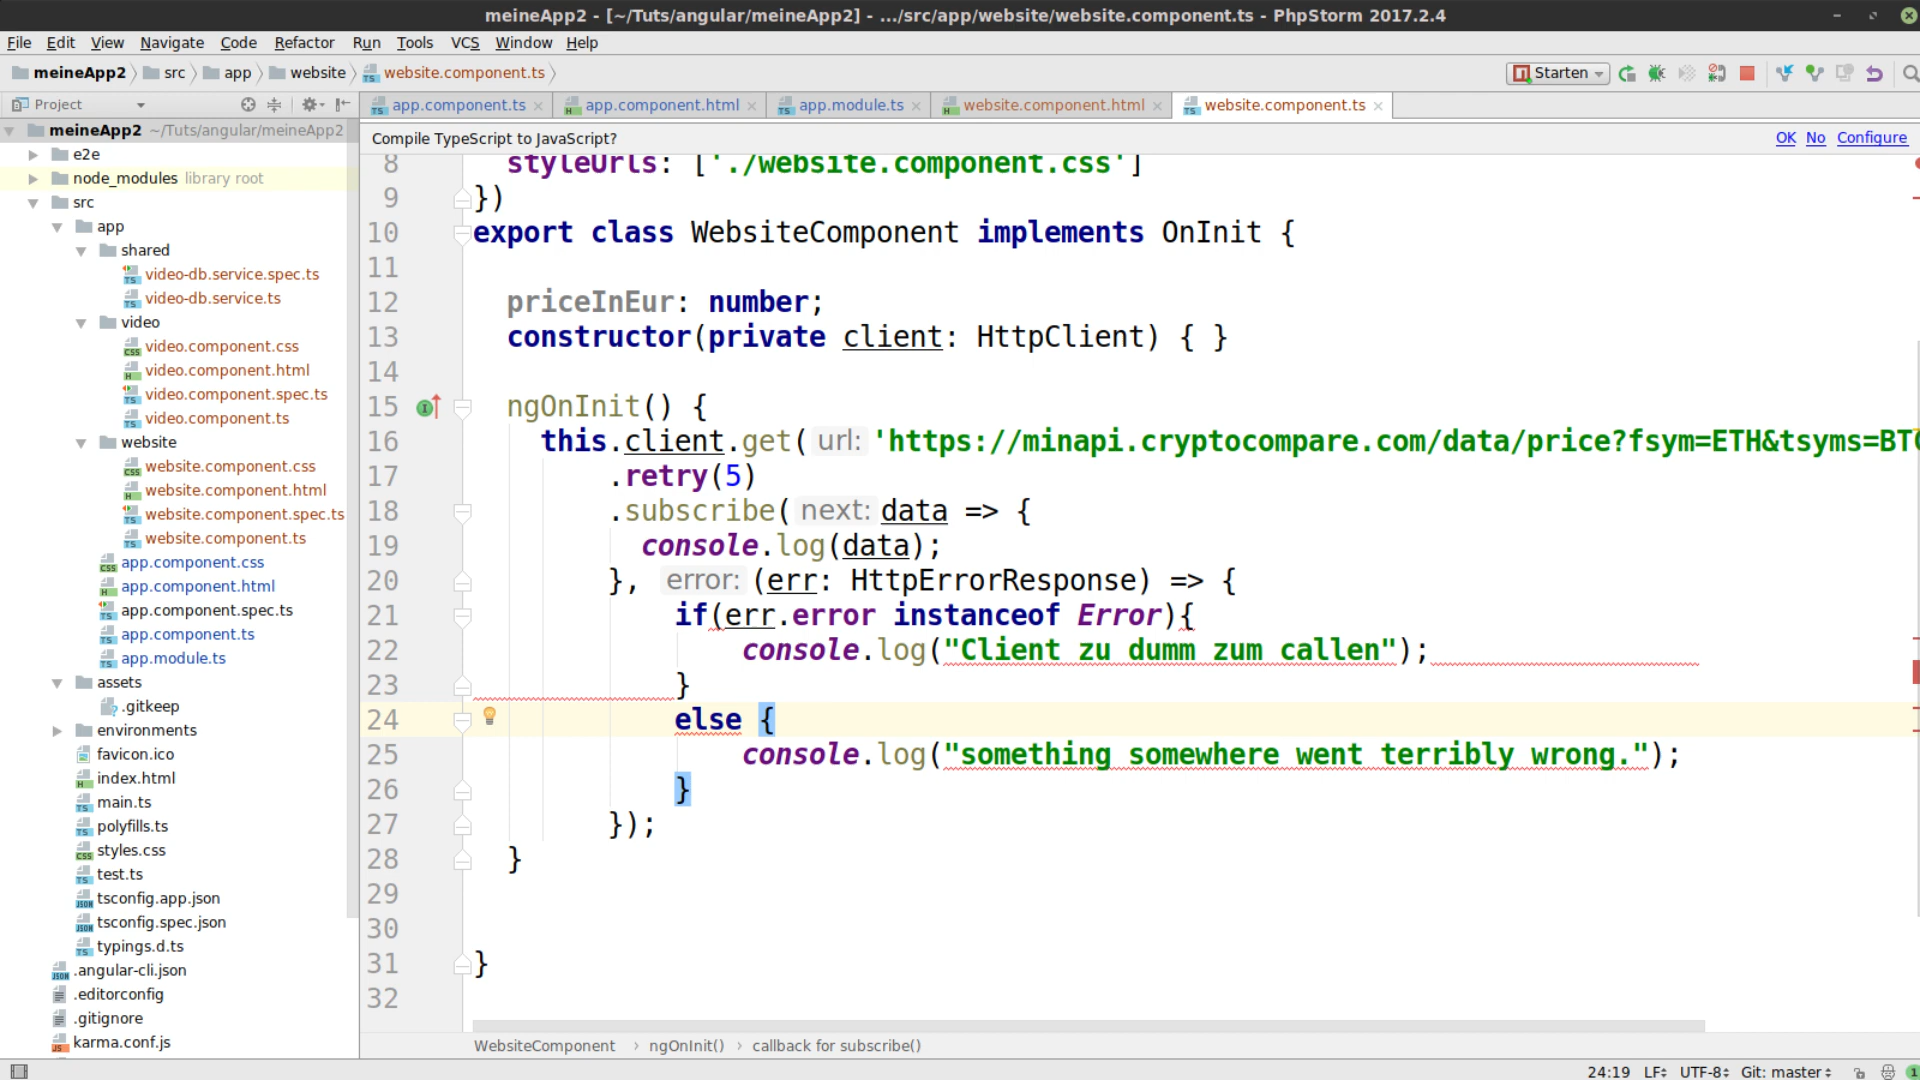 meineApp2 - [~/Tuts/angular/meineApp2] - .../src/app/website/website.component.ts - PhpStorm 2017.2.4
File Edit View Navigate Code Refactor Run Tools VCS Window Help
meineApp2 src app website website.component.ts Starten
Project app.component.ts app.component.html app.module.ts website.component.html website.component.ts
meineApp2 ~/Tuts/angular/meineApp2
e2e
node_modules library root
src
app
shared
video-db.service.spec.ts
video-db.service.ts
video
video.component.css
video.component.html
video.component.spec.ts
video.component.ts
website
website.component.css
website.component.html
website.component.spec.ts
website.component.ts
app.component.css
app.component.html
app.component.spec.ts
app.component.ts
app.module.ts
assets
.gitkeep
environments
favicon.ico
index.html
main.ts
polyfills.ts
styles.css
test.ts
tsconfig.app.json
tsconfig.spec.json
typings.d.ts
.angular-cli.json
.editorconfig
.gitignore
karma.conf.js
Compile TypeScript to JavaScript? OK No Configure
8 styleUrls: ['./website.component.css']
9 })
10 export class WebsiteComponent implements OnInit {
11
12 priceInEur: number;
13 constructor(private client: HttpClient) { }
14
15 ngOnInit() {
16 this.client.get( url: 'https://minapi.cryptocompare.com/data/price?fsym=ETH&tsyms=BTC
17 .retry(5)
18 .subscribe( next: data => {
19 console.log(data);
20 }, error: (err: HttpErrorResponse) => {
21 if(err.error instanceof Error){
22 console.log("Client zu dumm zum callen");
23 }
24 else {
25 console.log("something somewhere went terribly wrong.");
26 }
27 });
28 }
29
30
31 }
32
WebsiteComponent › ngOnInit() › callback for subscribe()
24:19 LF UTF-8 Git: master 1